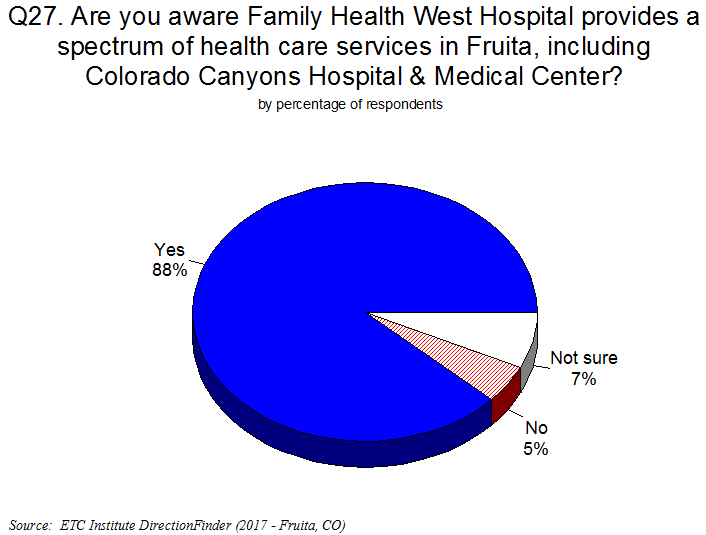 Q27. Are you aware Family Health West Hospital provides a
spectrum of health care services in Fruita, including
Colorado Canyons Hospital & Medical Center?
by percentage of respondents
Yes
88%
Not sure
7%
No
5%
Source:  ETC Institute DirectionFinder (2017 - Fruita, CO)